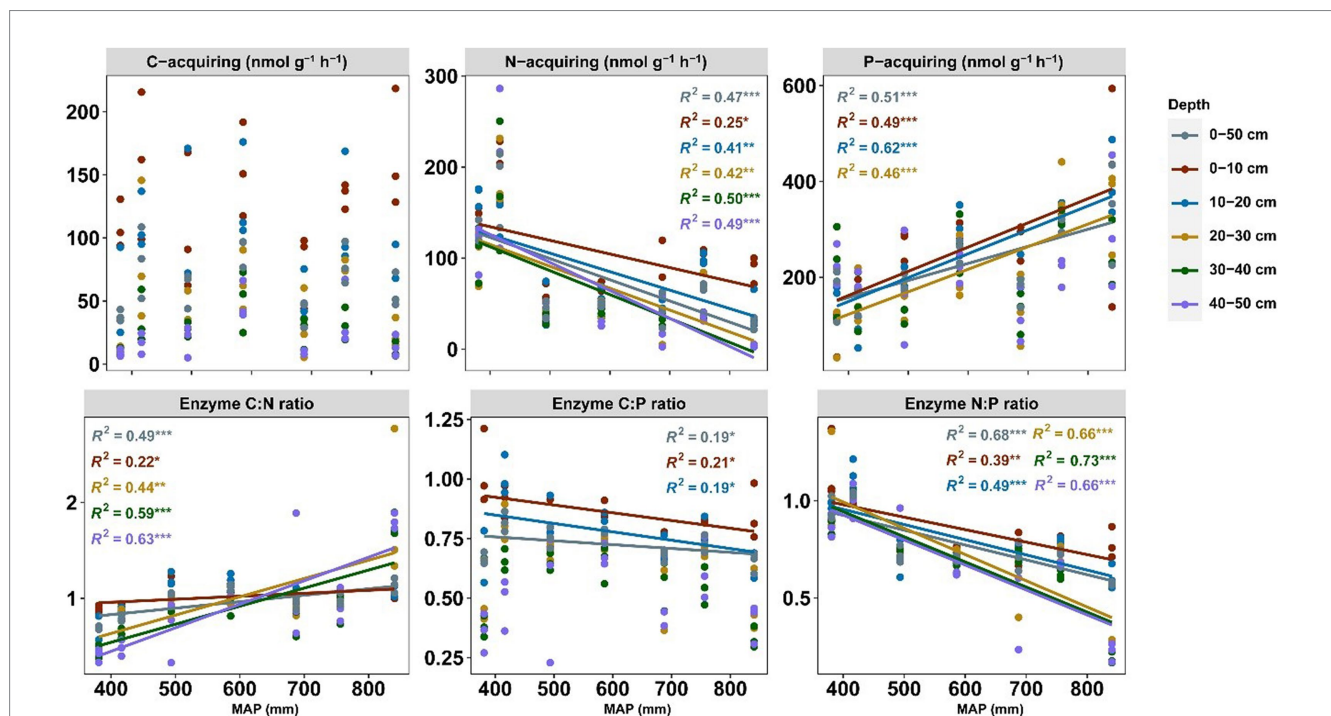 C−acquiring (nmol g⁻¹ h⁻¹)
N−acquiring (nmol g⁻¹ h⁻¹)
P−acquiring (nmol g⁻¹ h⁻¹)
200
150
100
50
0
300
200
100
0
R² = 0.47***
R² = 0.25*
R² = 0.41**
R² = 0.42**
R² = 0.50***
R² = 0.49***
600
400
200
R² = 0.51***
R² = 0.49***
R² = 0.62***
R² = 0.46***
Depth
0−50 cm
0−10 cm
10−20 cm
20−30 cm
30−40 cm
40−50 cm
Enzyme C:N ratio
Enzyme C:P ratio
Enzyme N:P ratio
2
1
R² = 0.49***
R² = 0.22*
R² = 0.44**
R² = 0.59***
R² = 0.63***
1.25
1.00
0.75
0.50
0.25
R² = 0.19*
R² = 0.21*
R² = 0.19*
1.0
0.5
R² = 0.68*** R² = 0.66***
R² = 0.39** R² = 0.73***
R² = 0.49*** R² = 0.66***
400 500 600 700 800
MAP (mm)
400 500 600 700 800
MAP (mm)
400 500 600 700 800
MAP (mm)